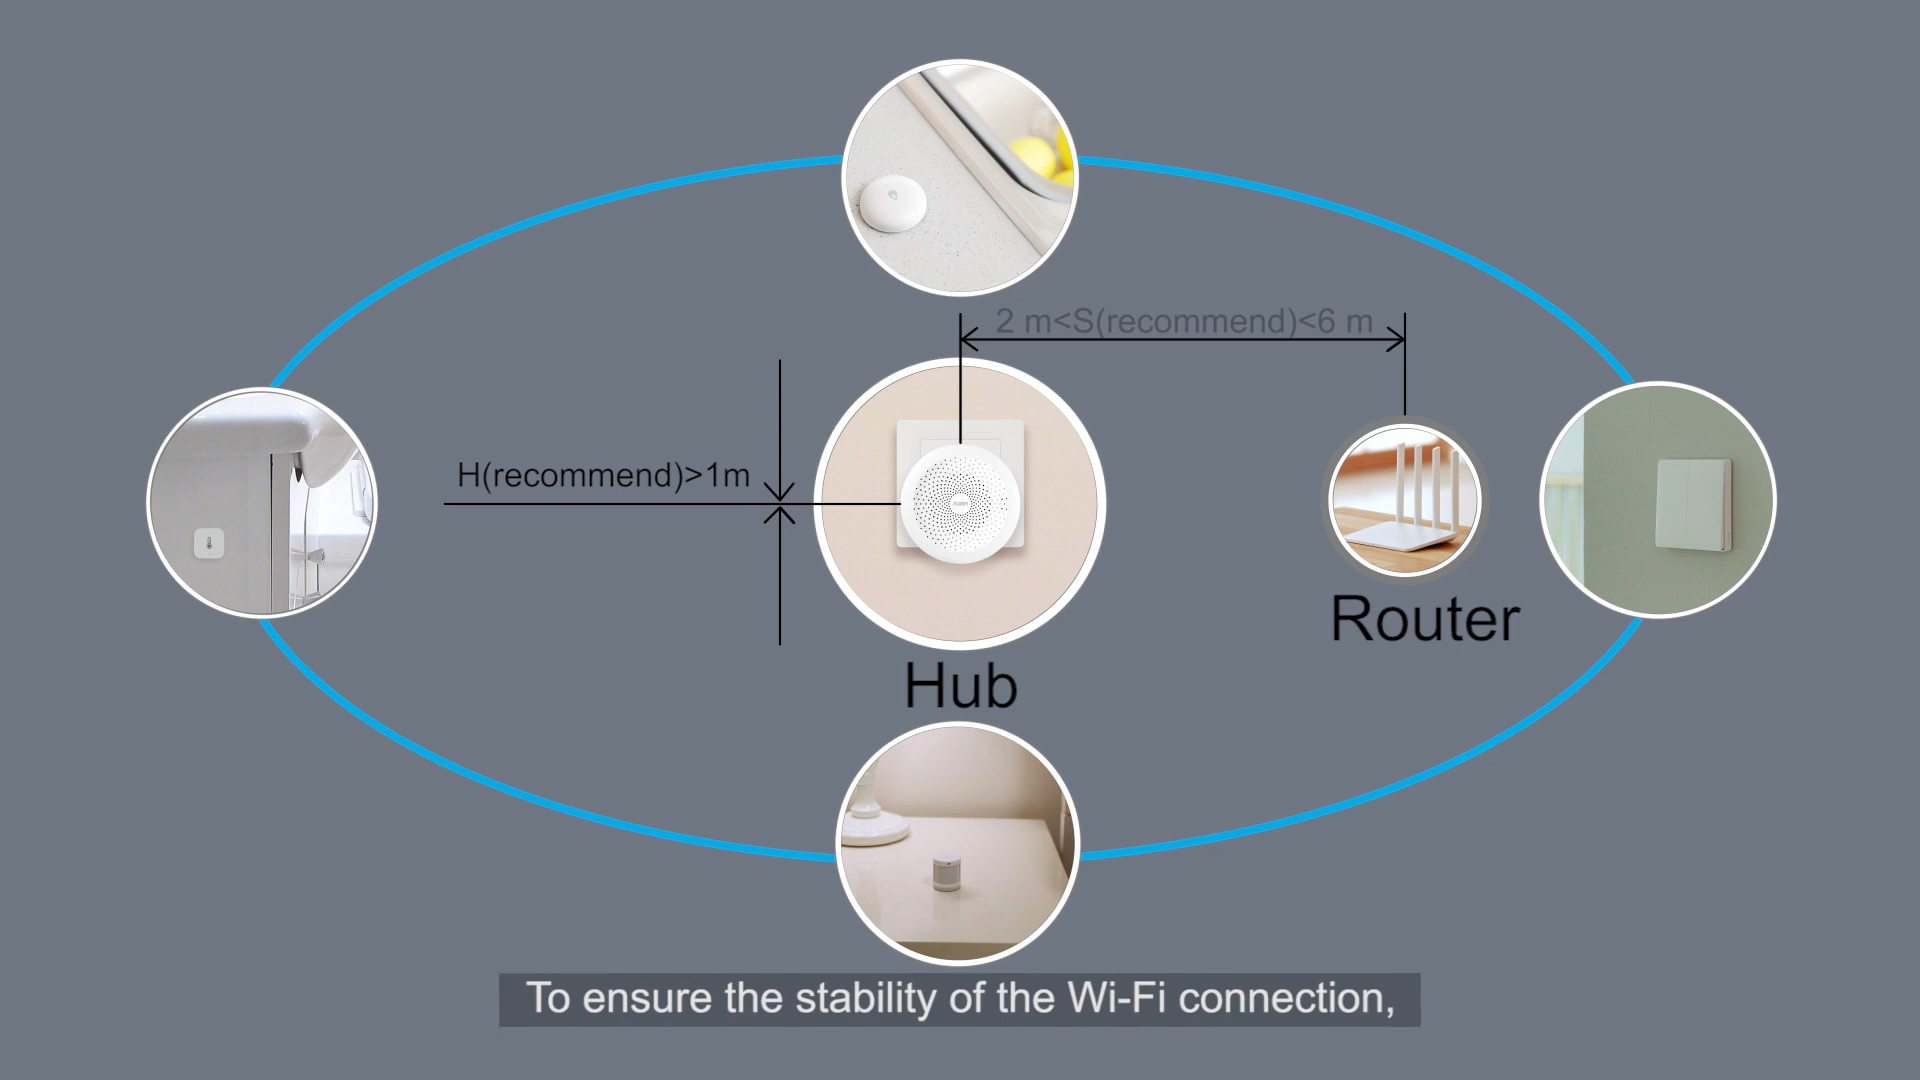 2 m<S(recommend)<6 m
H(recommend)>1m
Router
Hub
To ensure the stability of the Wi-Fi connection,